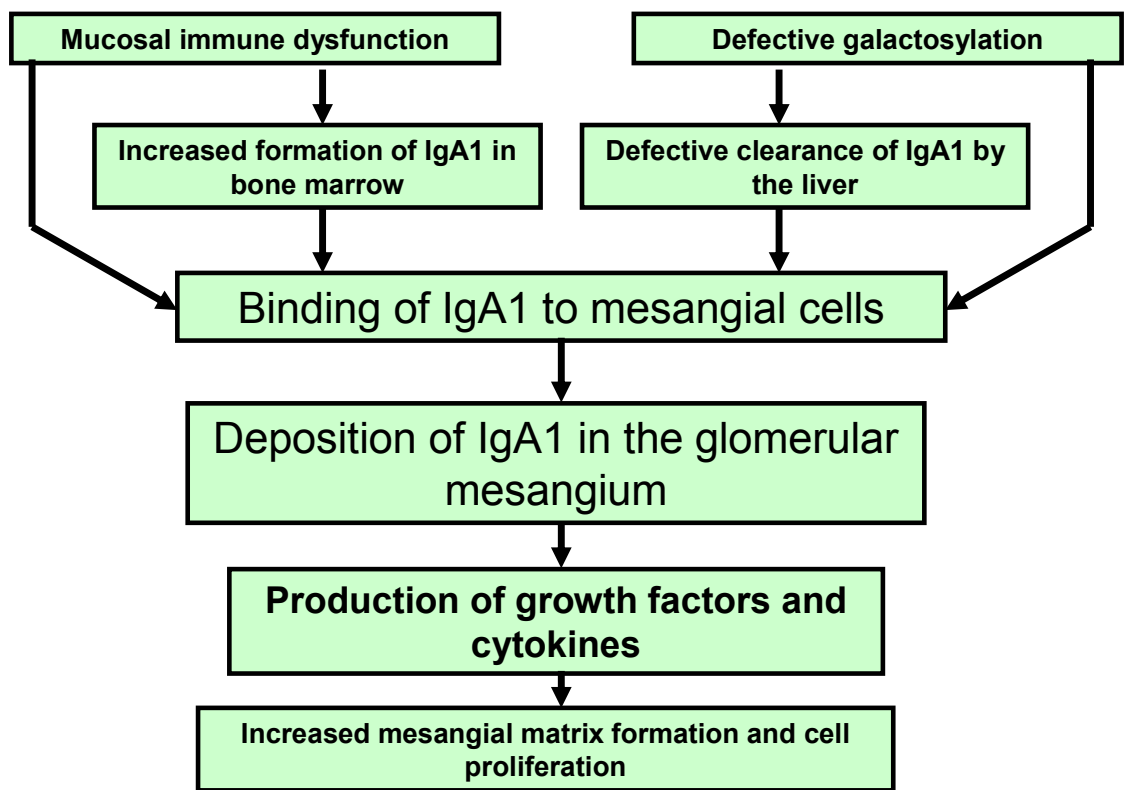 Mucosal immune dysfunction
Defective galactosylation
Increased formation of IgA1 in
bone marrow
Defective clearance of IgA1 by
the liver
Binding of IgA1 to mesangial cells
Deposition of IgA1 in the glomerular
mesangium
Production of growth factors and
cytokines
Increased mesangial matrix formation and cell
proliferation